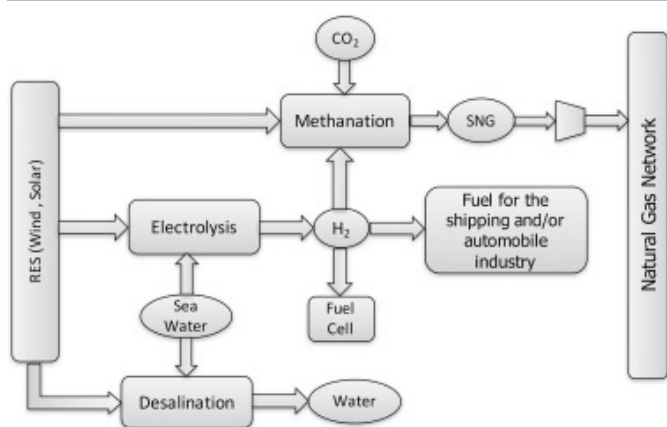 CO₂
RES (Wind , Solar)
Methanation
SNG
Natural Gas Network
Electrolysis
H₂
Fuel for the
shipping and/or
automobile
industry
Sea
Water
Fuel
Cell
Desalination
Water